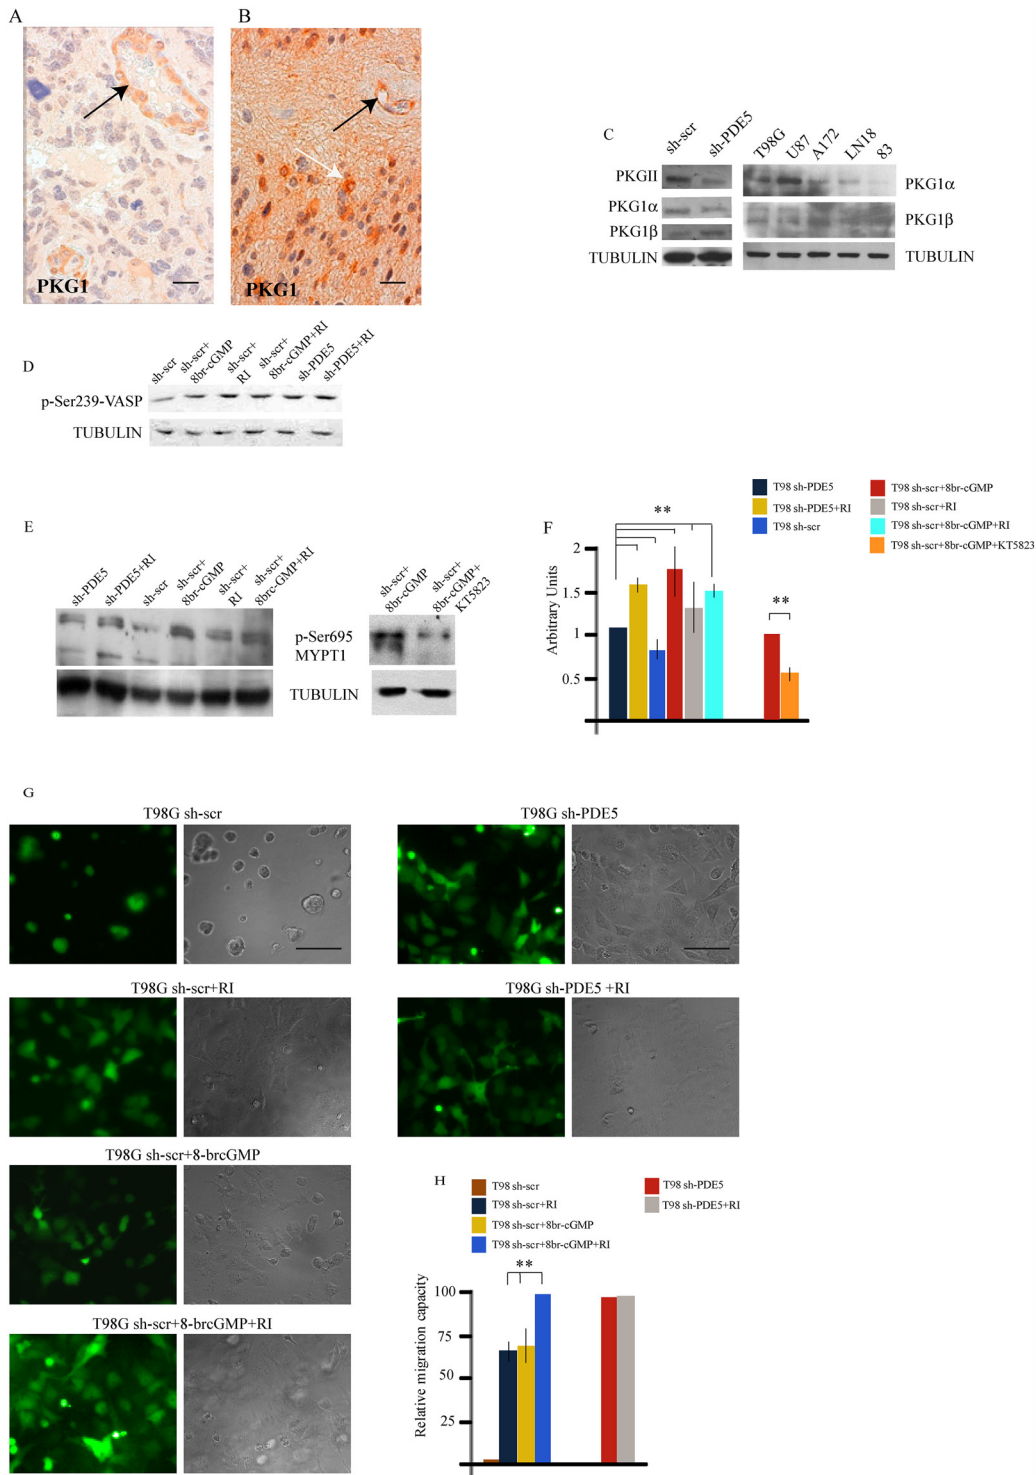 A
B
PKG1
PKG1
C
sh-scr
sh-PDE5
T98G
U87
A172
LN18
83
PKGII
PKG1α
PKG1β
TUBULIN
PKG1α
PKG1β
TUBULIN
D
sh-scr
sh-scr+
8br-cGMP
sh-scr+
RI
sh-scr+
8br-cGMP+RI
sh-PDE5
sh-PDE5+RI
p-Ser239-VASP
TUBULIN
E
sh-PDE5
sh-PDE5+RI
sh-scr
sh-scr+
8br-cGMP
sh-scr+
RI
sh-scr+
8brc-GMP+RI
sh-scr+
8br-cGMP
sh-scr+
8br-cGMP+
KT5823
p-Ser695
MYPT1
TUBULIN
F
T98 sh-PDE5
T98 sh-PDE5+RI
T98 sh-scr
T98 sh-scr+8br-cGMP
T98 sh-scr+RI
T98 sh-scr+8br-cGMP+RI
T98 sh-scr+8br-cGMP+KT5823
Arbitrary Units
2
1.5
1
0.5
**
**
G
T98G sh-scr
T98G sh-PDE5
T98G sh-scr+RI
T98G sh-PDE5 +RI
T98G sh-scr+8-brcGMP
T98G sh-scr+8-brcGMP+RI
H
T98 sh-scr
T98 sh-scr+RI
T98 sh-scr+8br-cGMP
T98 sh-scr+8br-cGMP+RI
T98 sh-PDE5
T98 sh-PDE5+RI
Relative migration capacity
100
75
50
25
**